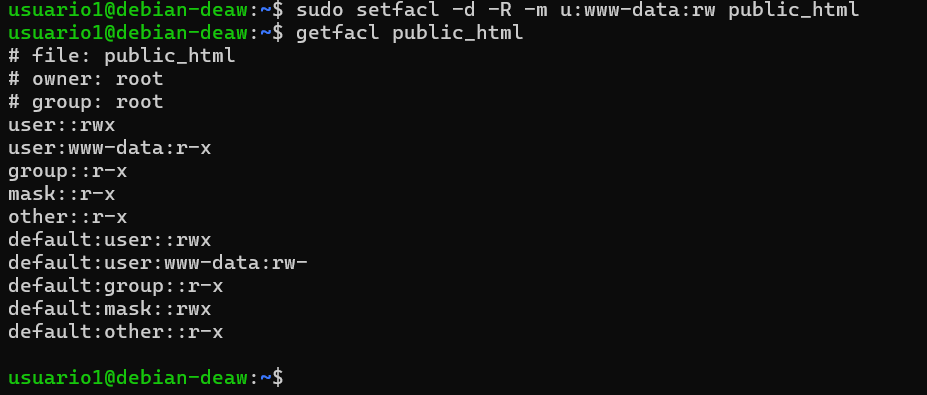 usuario1@debian-deaw:~$ sudo setfacl -d -R -m u:www-data:rw public_html
usuario1@debian-deaw:~$ getfacl public_html
# file: public_html
# owner: root
# group: root
user::rwx
user:www-data:r-x
group::r-x
mask::r-x
other::r-x
default:user::rwx
default:user:www-data:rw-
default:group::r-x
default:mask::rwx
default:other::r-x
usuario1@debian-deaw:~$